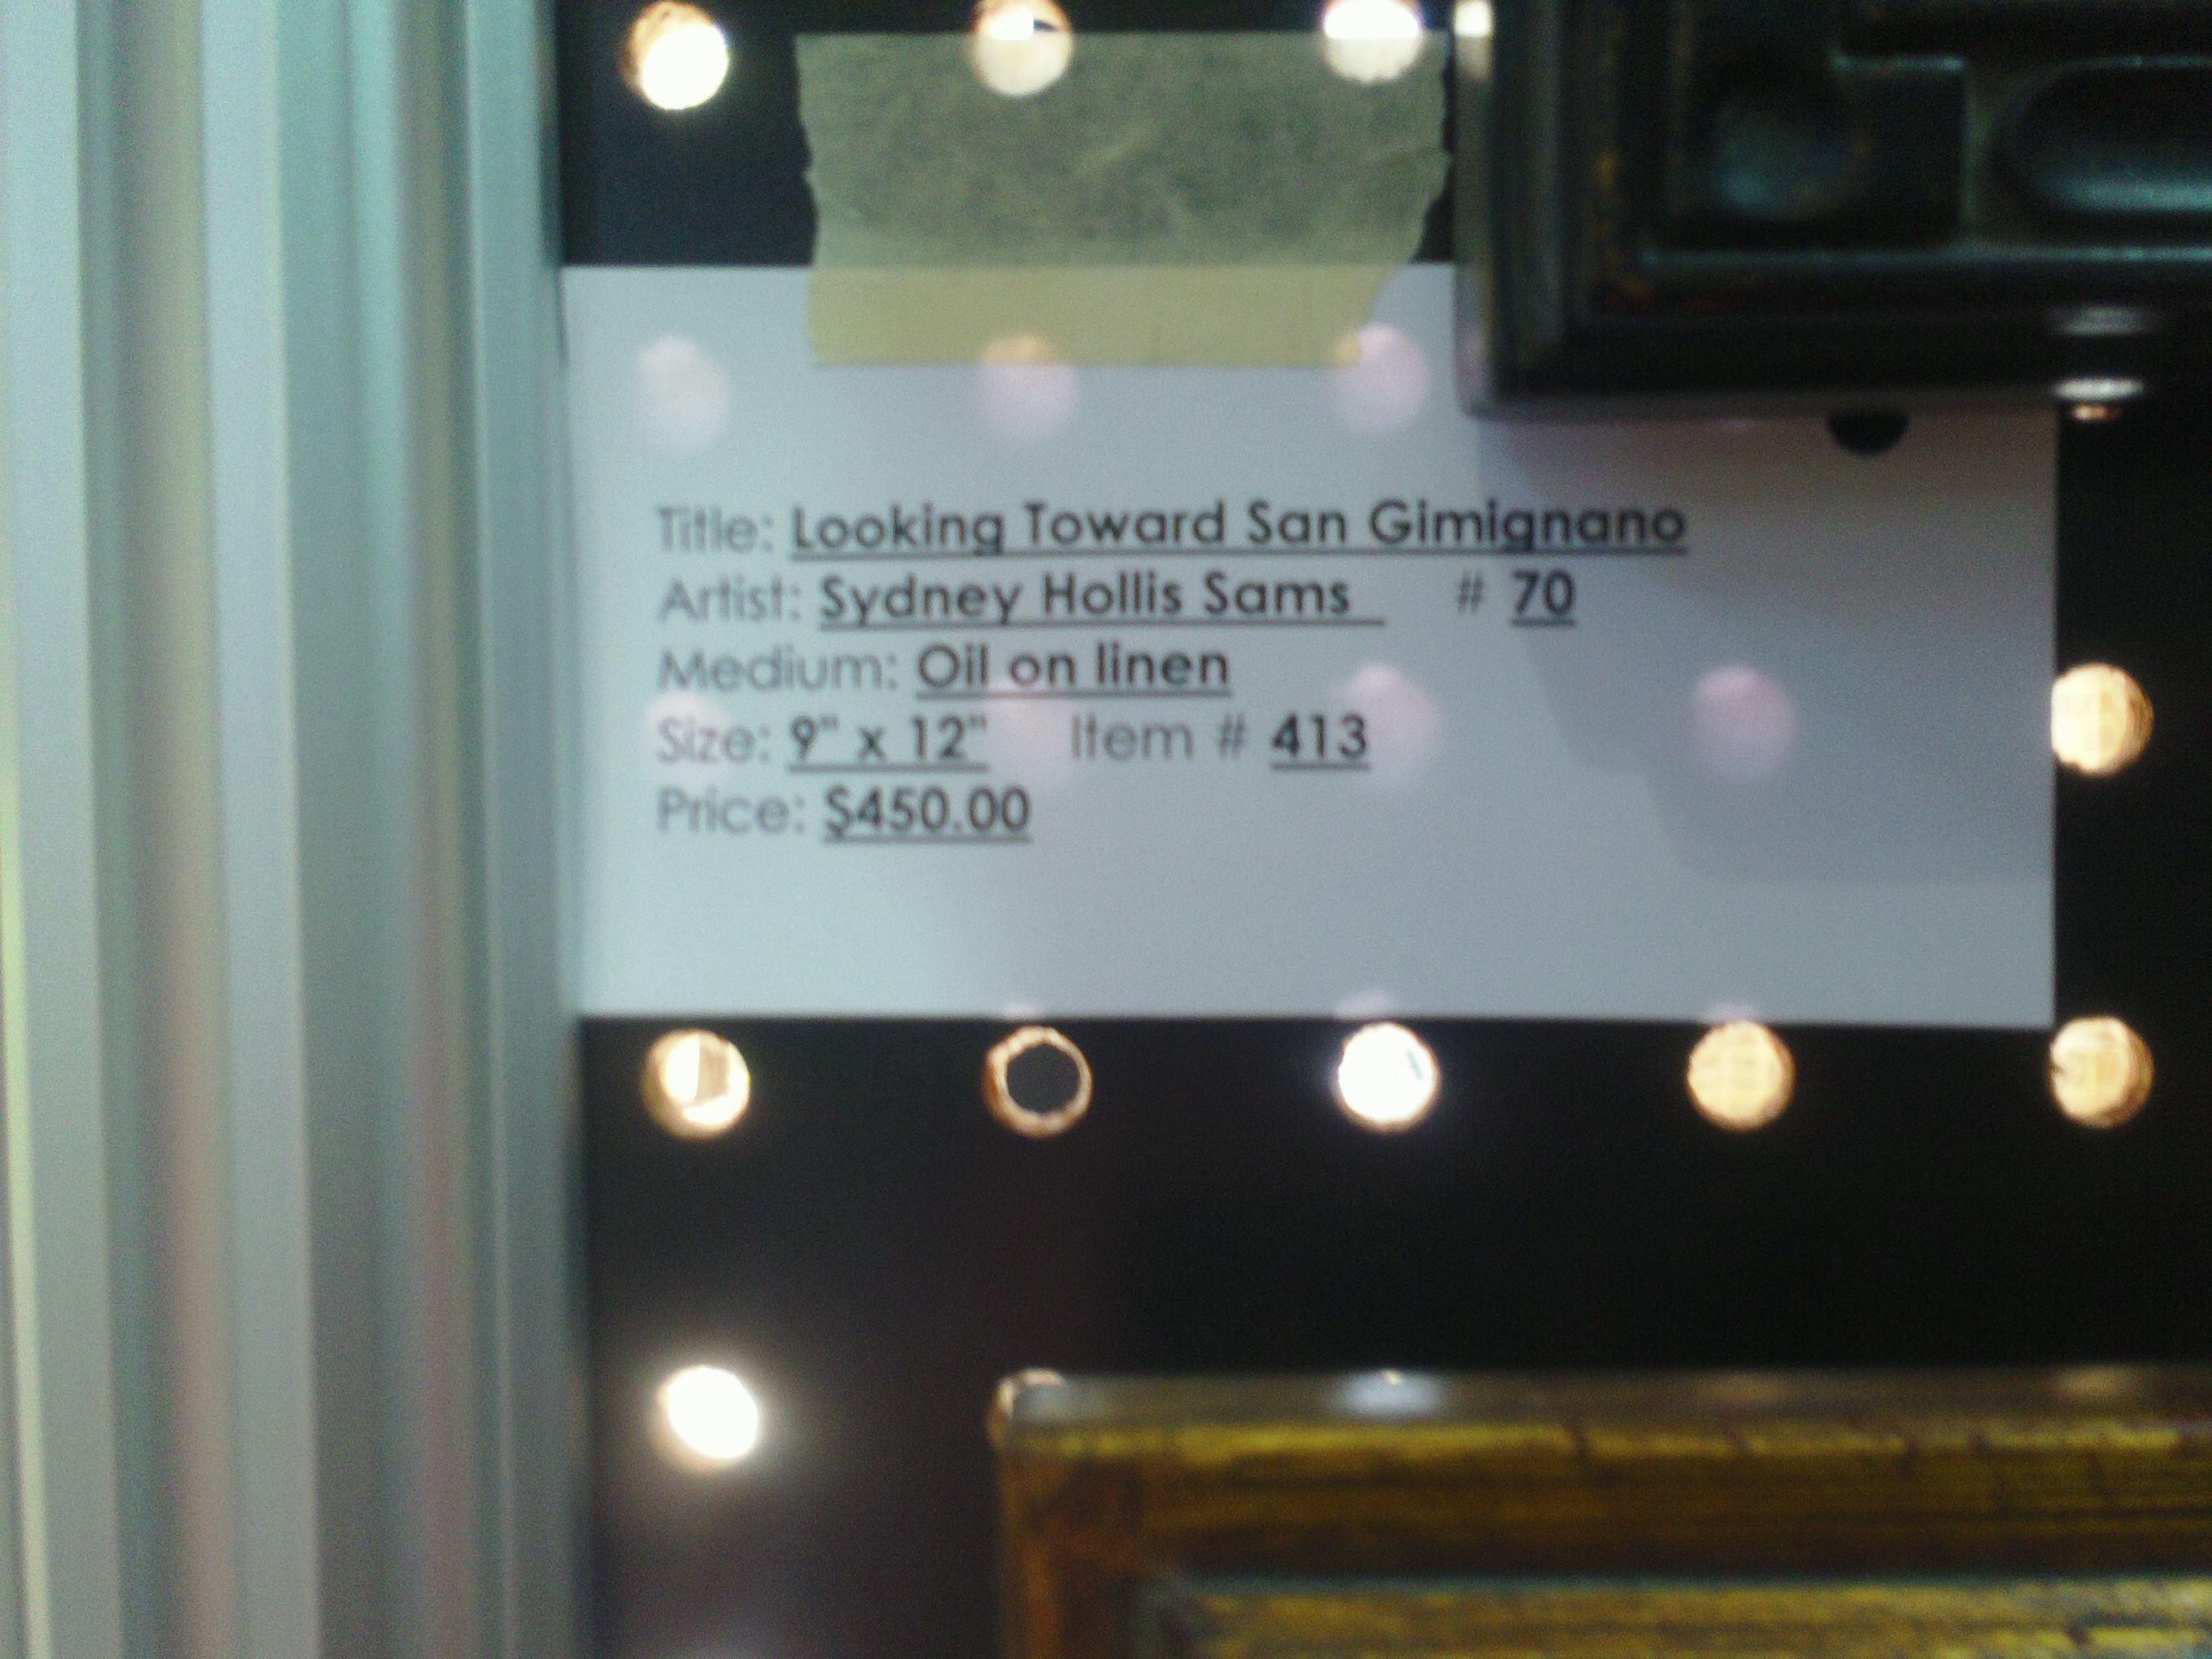 Title: Looking Toward San Gimignano
Artist: Sydney Hollis Sams # 70
Medium: Oil on linen
Size: 9" x 12" Item # 413
Price: $450.00